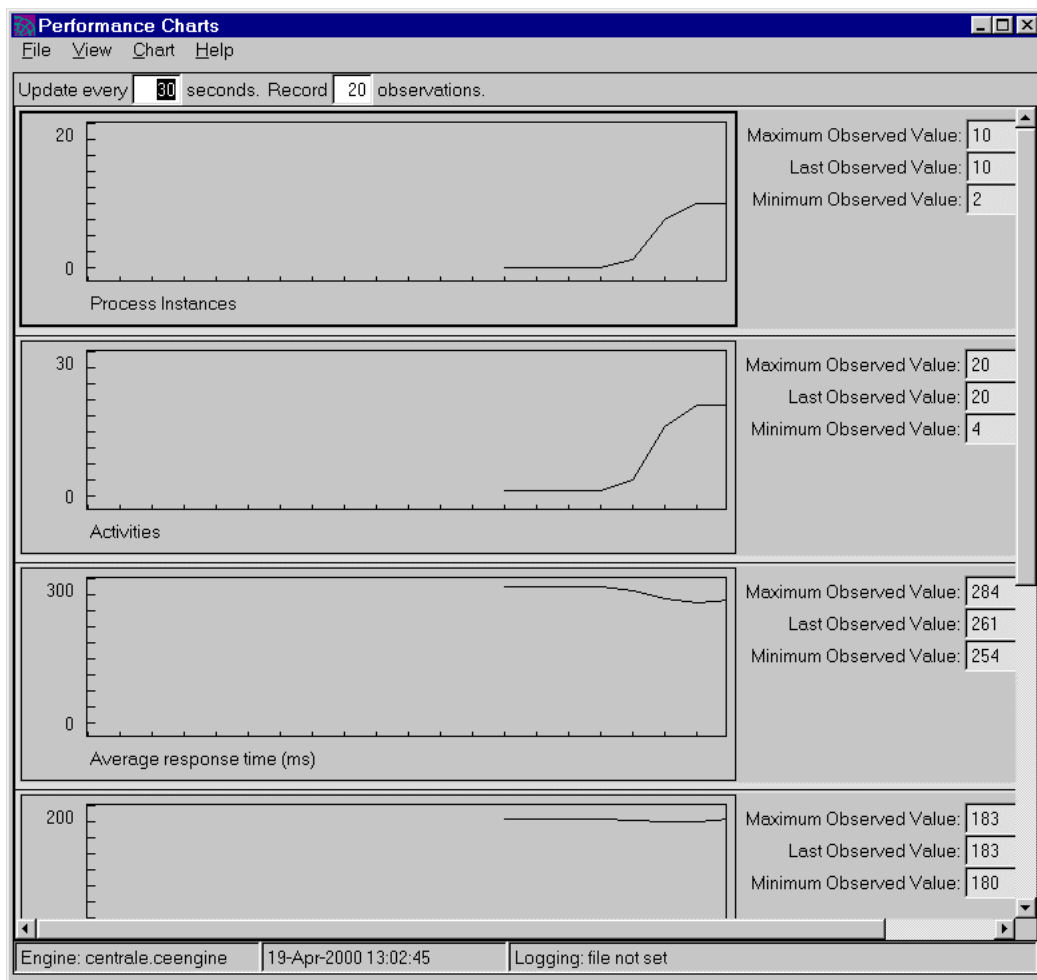 Performance Charts
File View Chart Help
Update every 30 seconds. Record 20 observations.
20
0
Process Instances
Maximum Observed Value: 10
Last Observed Value: 10
Minimum Observed Value: 2
30
0
Activities
Maximum Observed Value: 20
Last Observed Value: 20
Minimum Observed Value: 4
300
0
Average response time (ms)
Maximum Observed Value: 284
Last Observed Value: 261
Minimum Observed Value: 254
200
Maximum Observed Value: 183
Last Observed Value: 183
Minimum Observed Value: 180
Engine: centrale.ceengine 19-Apr-2000 13:02:45 Logging: file not set